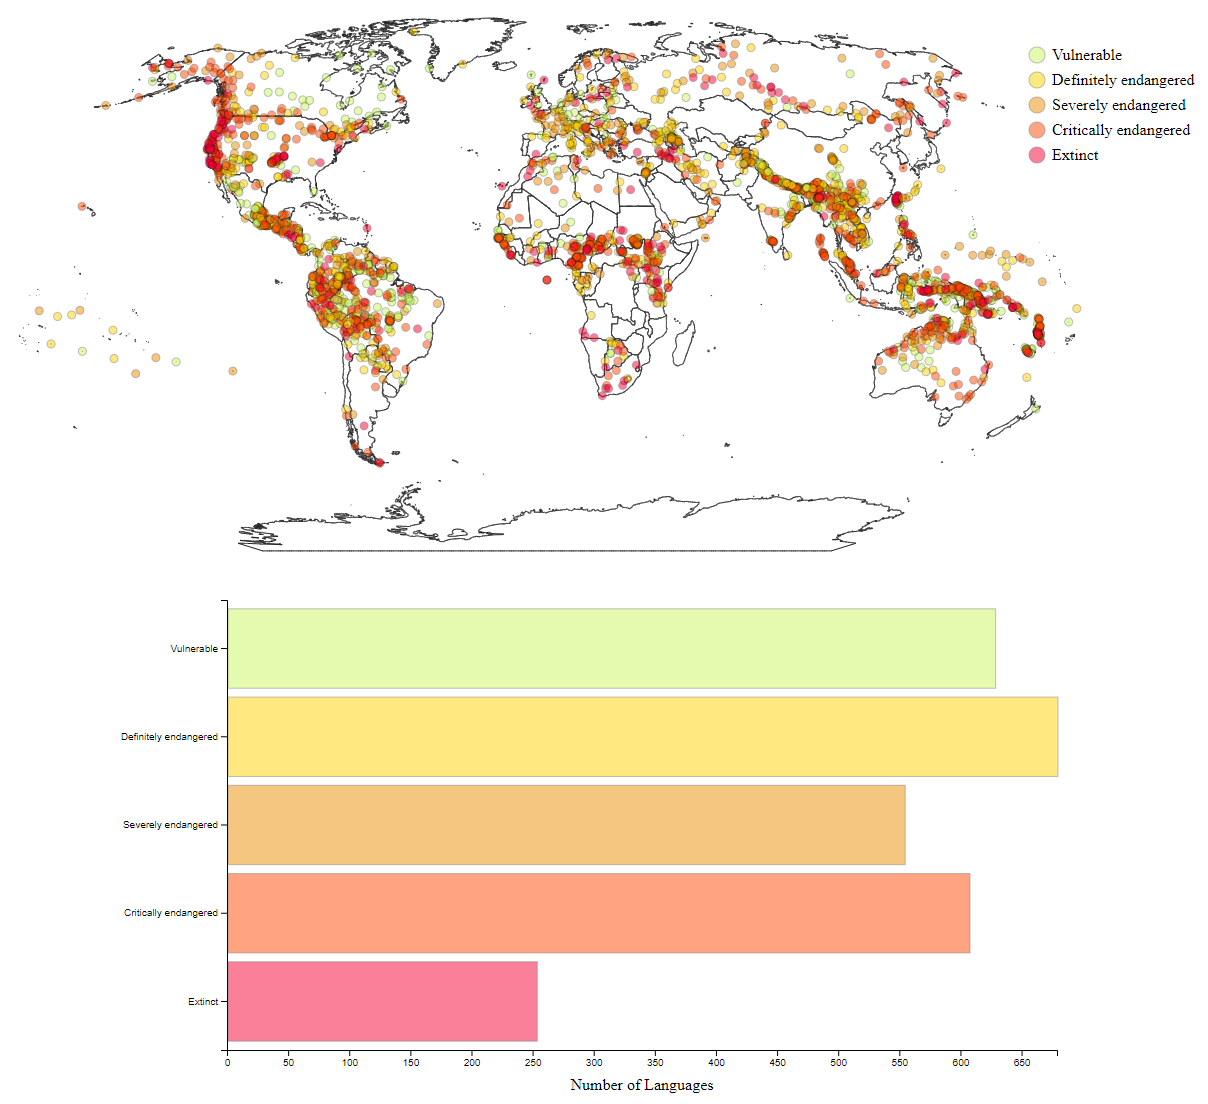 Vulnerable
Definitely endangered
Severely endangered
Critically endangered
Extinct
Vulnerable
Definitely endangered
Severely endangered
Critically endangered
Extinct
0 50 100 150 200 250 300 350 400 450 500 550 600 650
Number of Languages